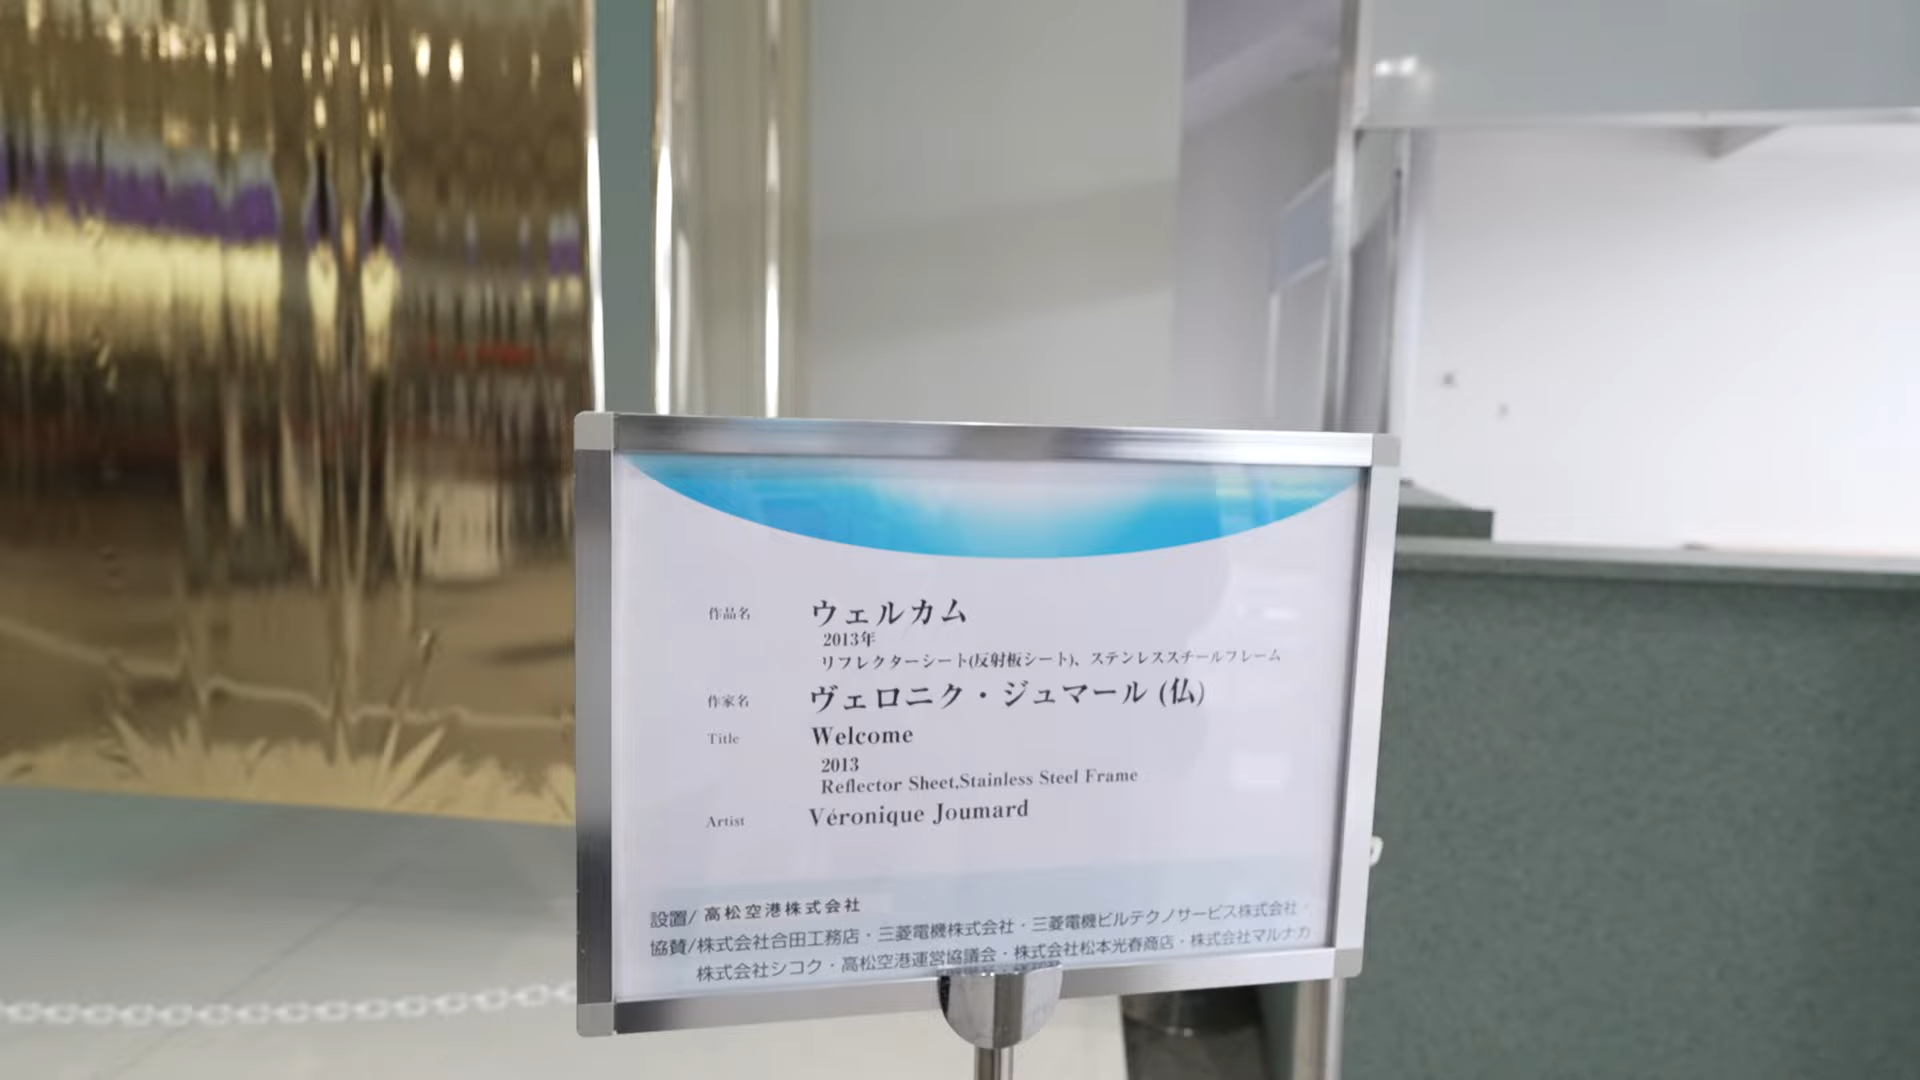 作品名 ウェルカム
2013年
リフレクターシート(反射板シート)、ステンレススチールフレーム
作家名 ヴェロニク・ジュマール (仏)
Title Welcome
2013
Reflector Sheet,Stainless Steel Frame
Artist Véronique Joumard
設置/ 高松空港株式会社
協賛/株式会社合田工務店・三菱電機株式会社・三菱電機ビルテクノサービス株式会社・
株式会社シコク・高松空港運営協議会・株式会社松本光春商店・株式会社マルナカ